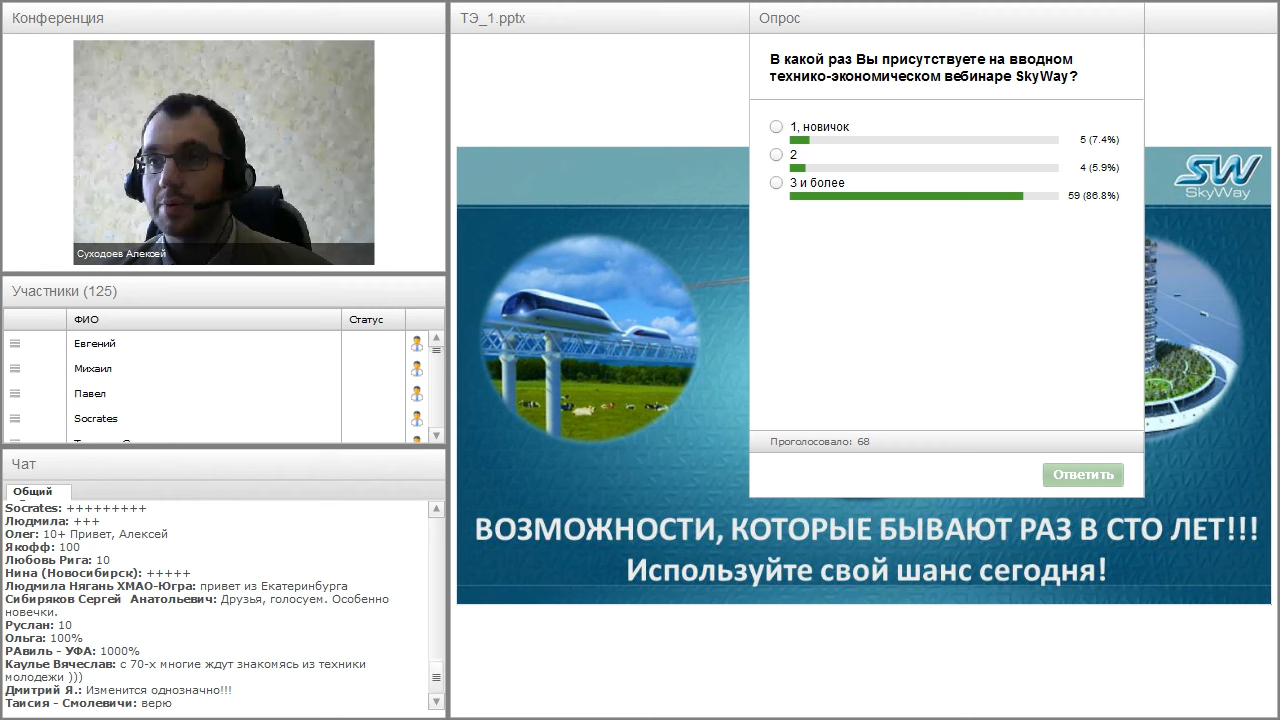 Конференция
Суходоев Алексей
Участники (125)
ФИО
Статус
Евгений
Михаил
Павел
Socrates
Чат
Общий
Socrates: +++++++++
Людмила: +++
Олег: 10+ Привет, Алексей
Якофф: 100
Любовь Рига: 10
Нина (Новосибирск): +++++
Людмила Нягань ХМАО-Югра: привет из Екатеринбурга
Сибиряков Сергей  Анатольевич: Друзья, голосуем. Особенно
новечки.
Руслан: 10
Ольга: 100%
РАвиль - УФА: 1000%
Каулье Вячеслав: с 70-х многие ждут знакомясь из техники
молодежи )))
Дмитрий Я.: Изменится однозначно!!!
Таисия - Смолевичи: верю
ТЭ_1.pptx
Опрос
В какой раз Вы присутствуете на вводном
технико-экономическом вебинаре SkyWay?
1, новичок
5 (7.4%)
2
4 (5.9%)
3 и более
59 (86.8%)
Проголосовало: 68
Ответить
SW
SkyWay
ВОЗМОЖНОСТИ, КОТОРЫЕ БЫВАЮТ РАЗ В СТО ЛЕТ!!!
Используйте свой шанс сегодня!